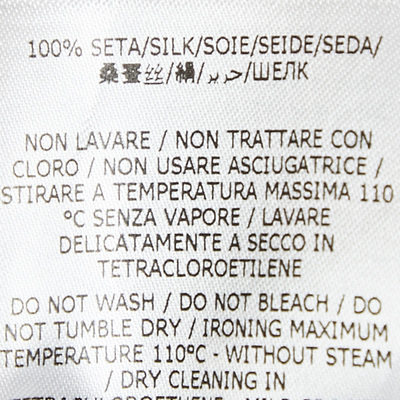 100% SETA/SILK/SOIE/SEIDE/SEDA/
桑蚕丝/絹/حرير/ШЕЛК
NON LAVARE / NON TRATTARE CON
CLORO / NON USARE ASCIUGATRICE /
STIRARE A TEMPERATURA MASSIMA 110
°C SENZA VAPORE / LAVARE
DELICATAMENTE A SECCO IN
TETRACLOROETILENE
DO NOT WASH / DO NOT BLEACH / DO
NOT TUMBLE DRY / IRONING MAXIMUM
TEMPERATURE 110°C - WITHOUT STEAM
/ DRY CLEANING IN